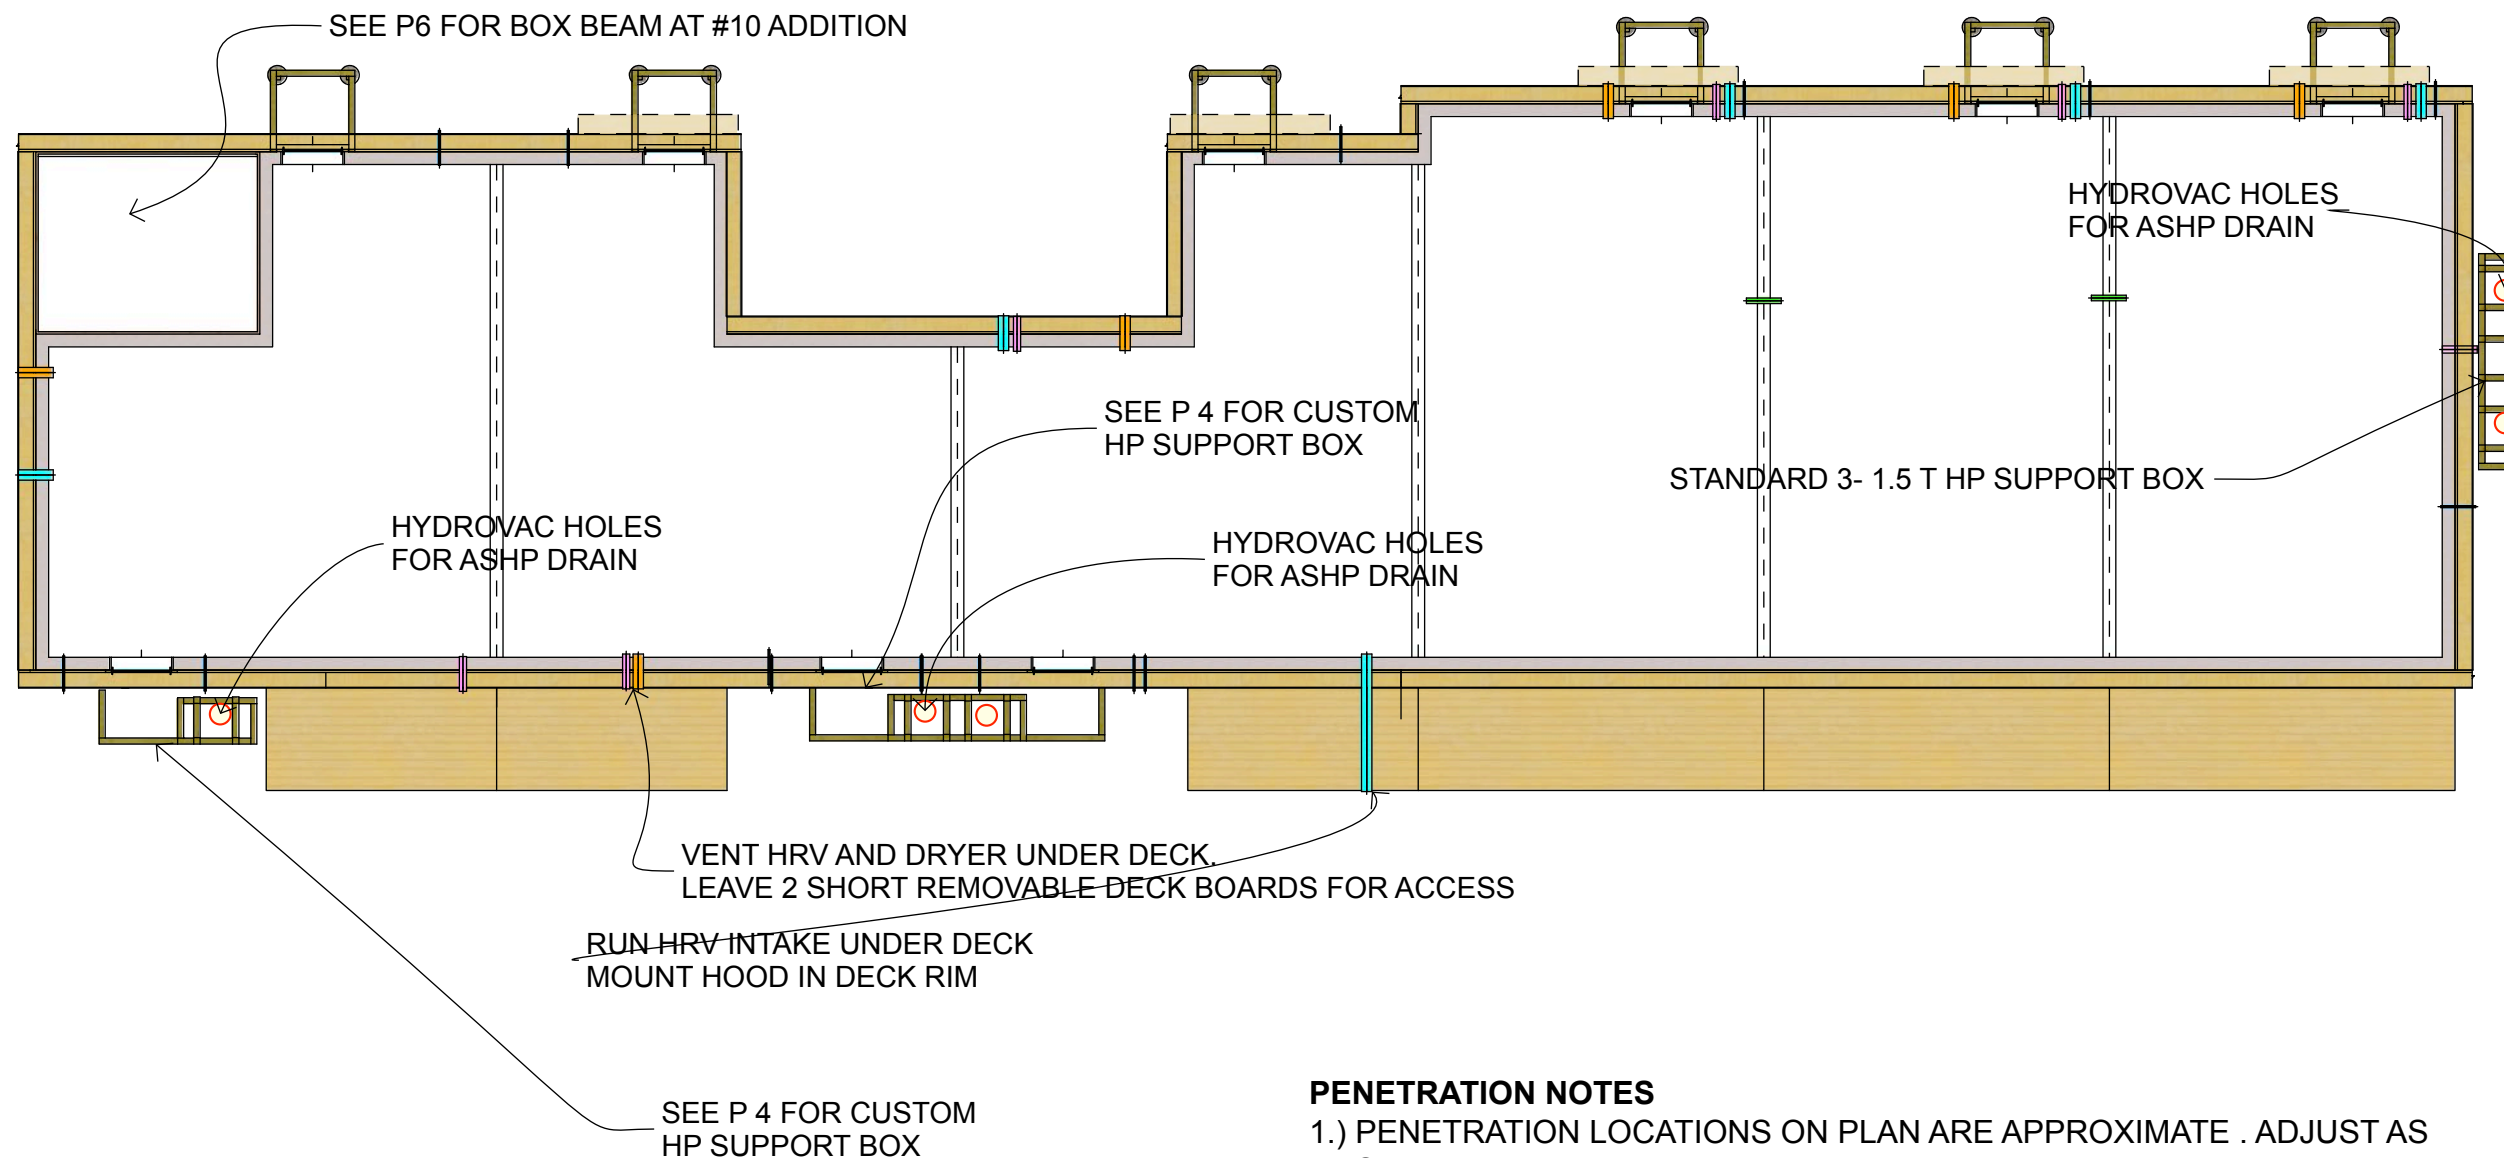 SEE P6 FOR BOX BEAM AT #10 ADDITION
HYDROVAC HOLES
FOR ASHP DRAIN
SEE P 4 FOR CUSTOM
HP SUPPORT BOX
STANDARD 3- 1.5 T HP SUPPORT BOX
HYDROVAC HOLES
FOR ASHP DRAIN
HYDROVAC HOLES
FOR ASHP DRAIN
VENT HRV AND DRYER UNDER DECK.
LEAVE 2 SHORT REMOVABLE DECK BOARDS FOR ACCESS
RUN HRV INTAKE UNDER DECK
MOUNT HOOD IN DECK RIM
SEE P 4 FOR CUSTOM
HP SUPPORT BOX
PENETRATION NOTES
1.) PENETRATION LOCATIONS ON PLAN ARE APPROXIMATE . ADJUST AS